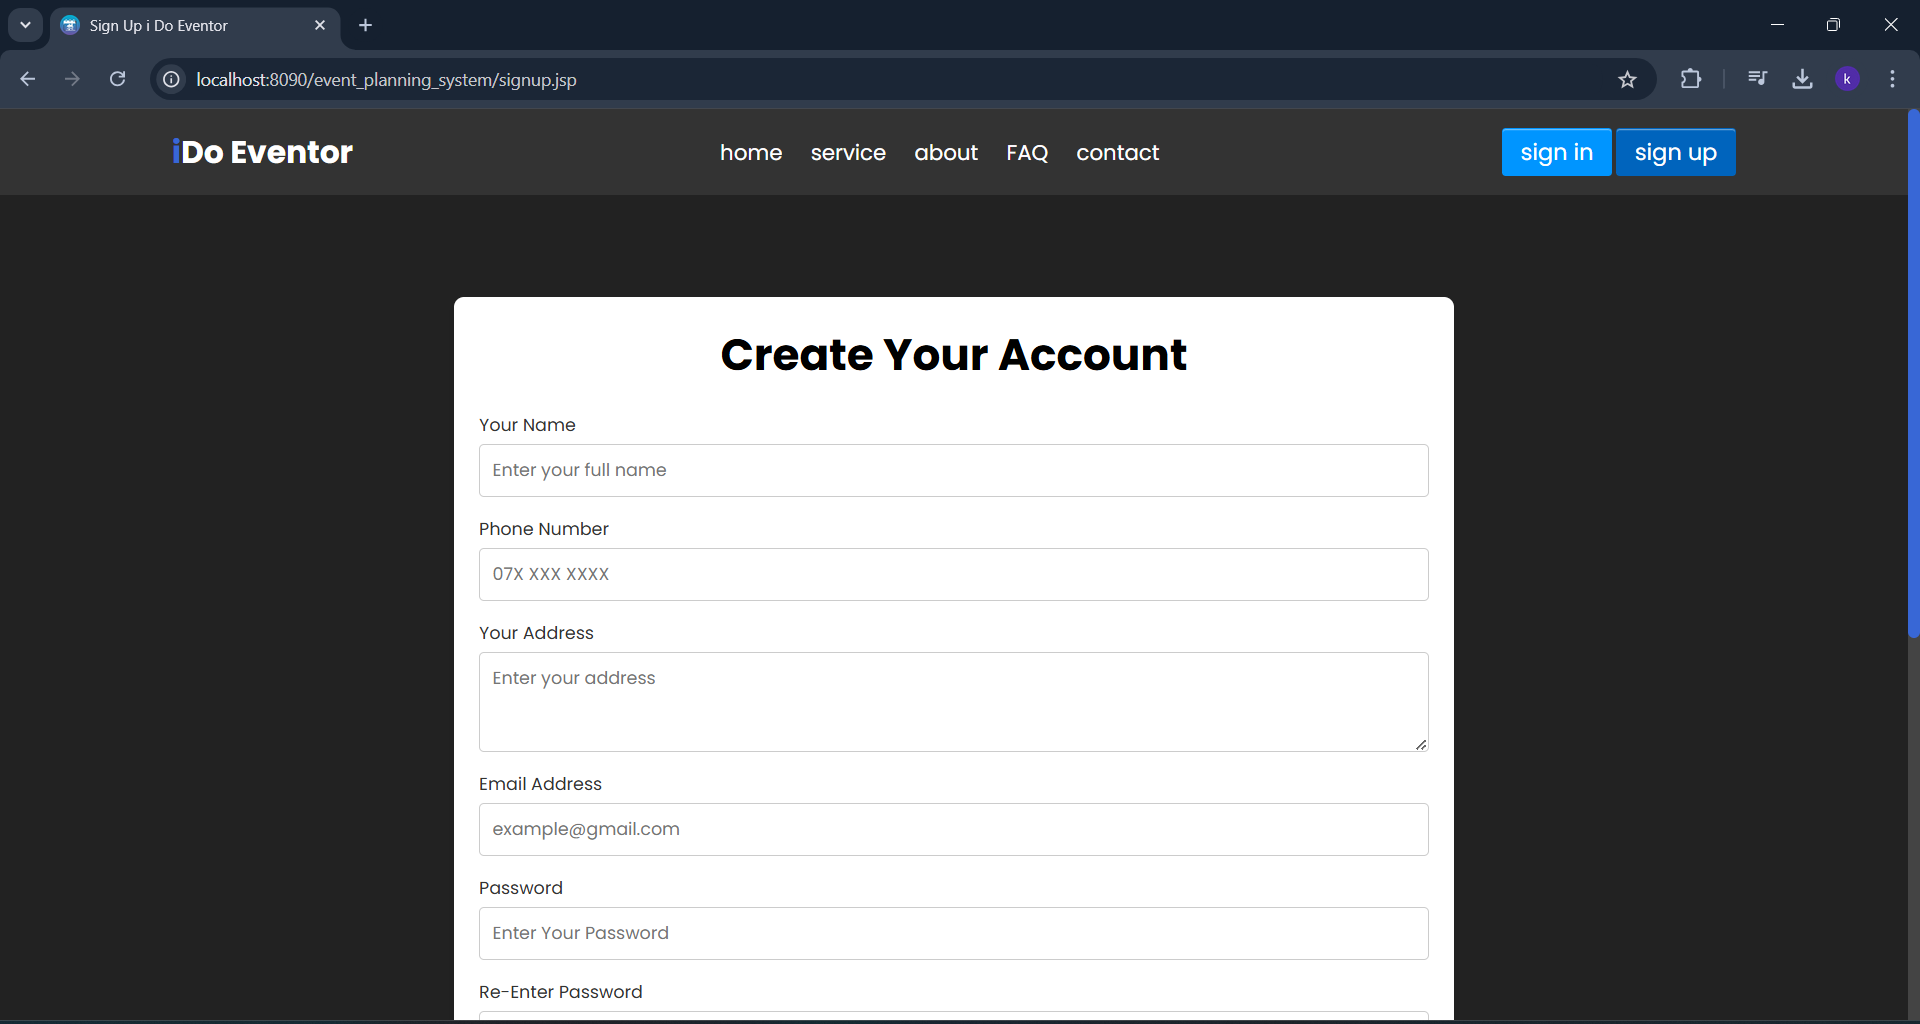 Sign Up i Do Eventor
localhost:8090/event_planning_system/signup.jsp
k
iDo Eventor
home service about FAQ contact
sign in sign up
Create Your Account
Your Name
Enter your full name
Phone Number
07X XXX XXXX
Your Address
Enter your address
Email Address
example@gmail.com
Password
Enter Your Password
Re-Enter Password